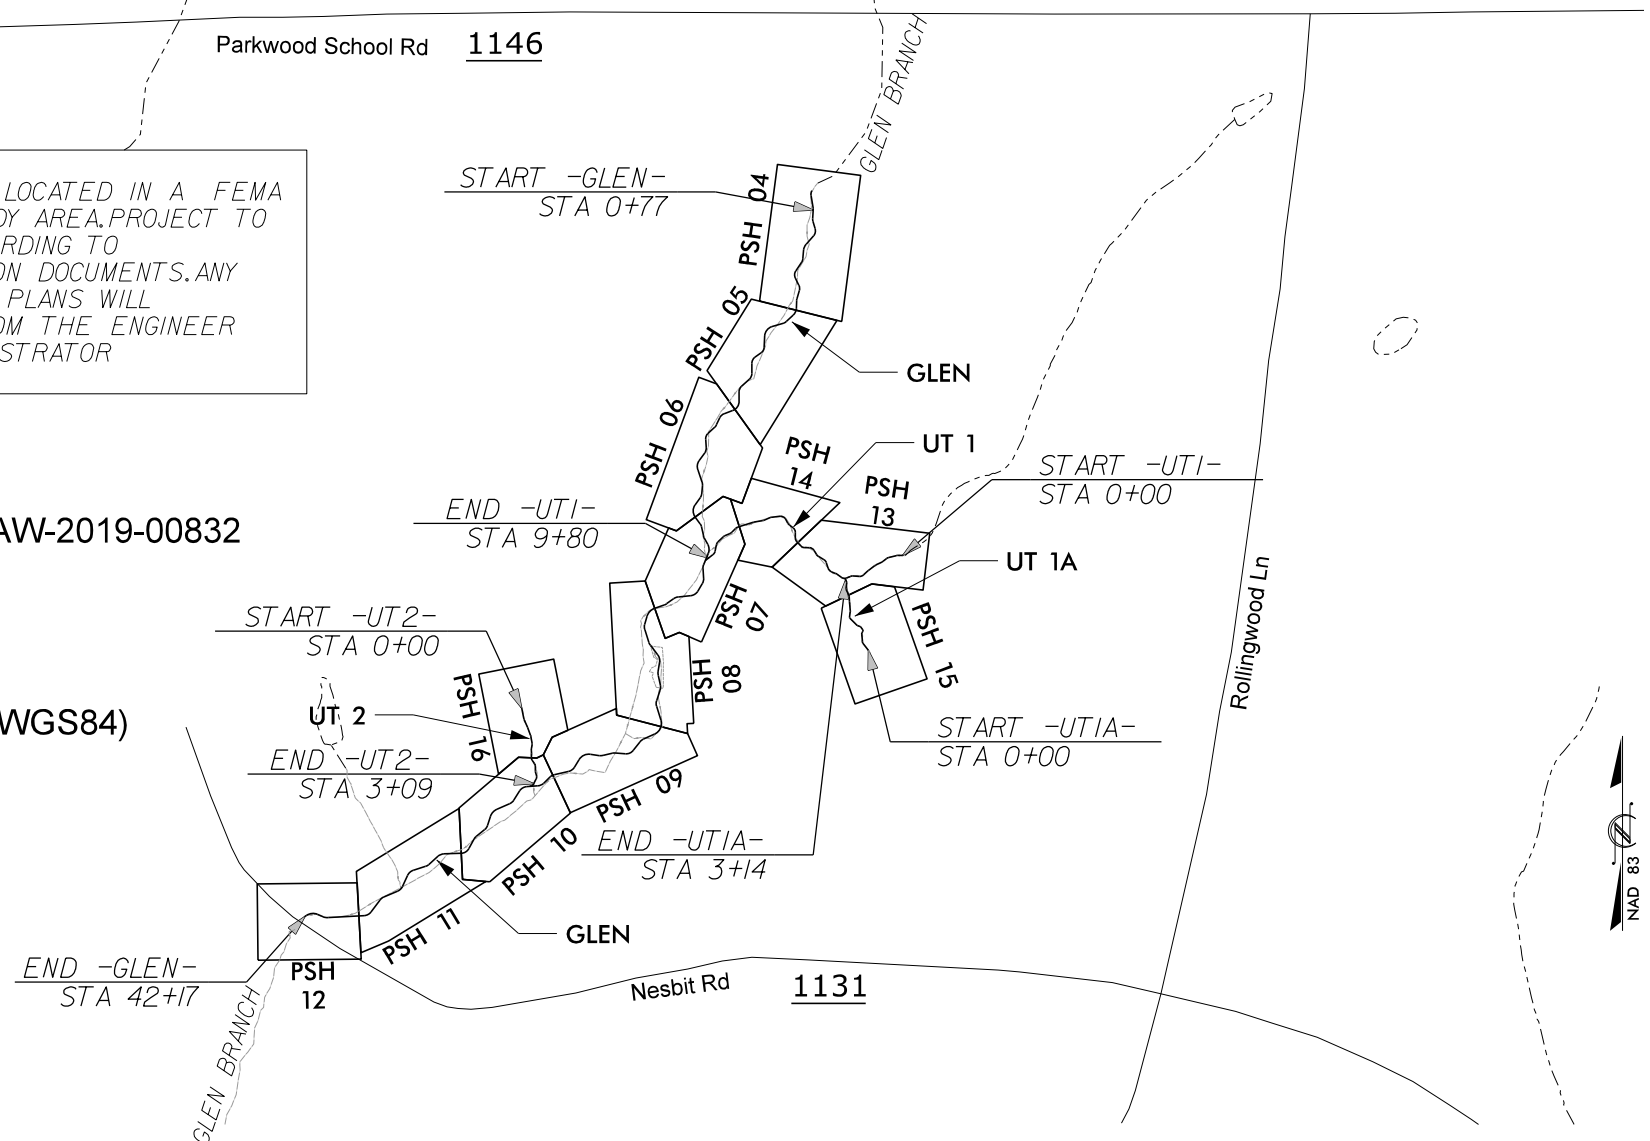 Parkwood School Rd 1146
GLEN BRANCH
LOCATED IN A FEMA
DY AREA.PROJECT TO
RDING TO
ON DOCUMENTS.ANY
PLANS WILL
OM THE ENGINEER
STRATOR
START -GLEN-
STA 0+77
PSH 04
PSH 05
GLEN
PSH 06
UT 1
PSH
14
PSH
13
START -UT1-
STA 0+00
END -UT1-
STA 9+80
AW-2019-00832
UT 1A
PSH
07
Rollingwood Ln
START -UT2-
STA 0+00
PSH 15
PSH
08
PSH 16
UT 2
WGS84)
START -UT1A-
STA 0+00
END -UT2-
STA 3+09
PSH 09
PSH 10
END -UT1A-
STA 3+14
NAD 83
PSH 11
GLEN
END -GLEN-
STA 42+17
PSH
12
Nesbit Rd 1131
GLEN BRANCH